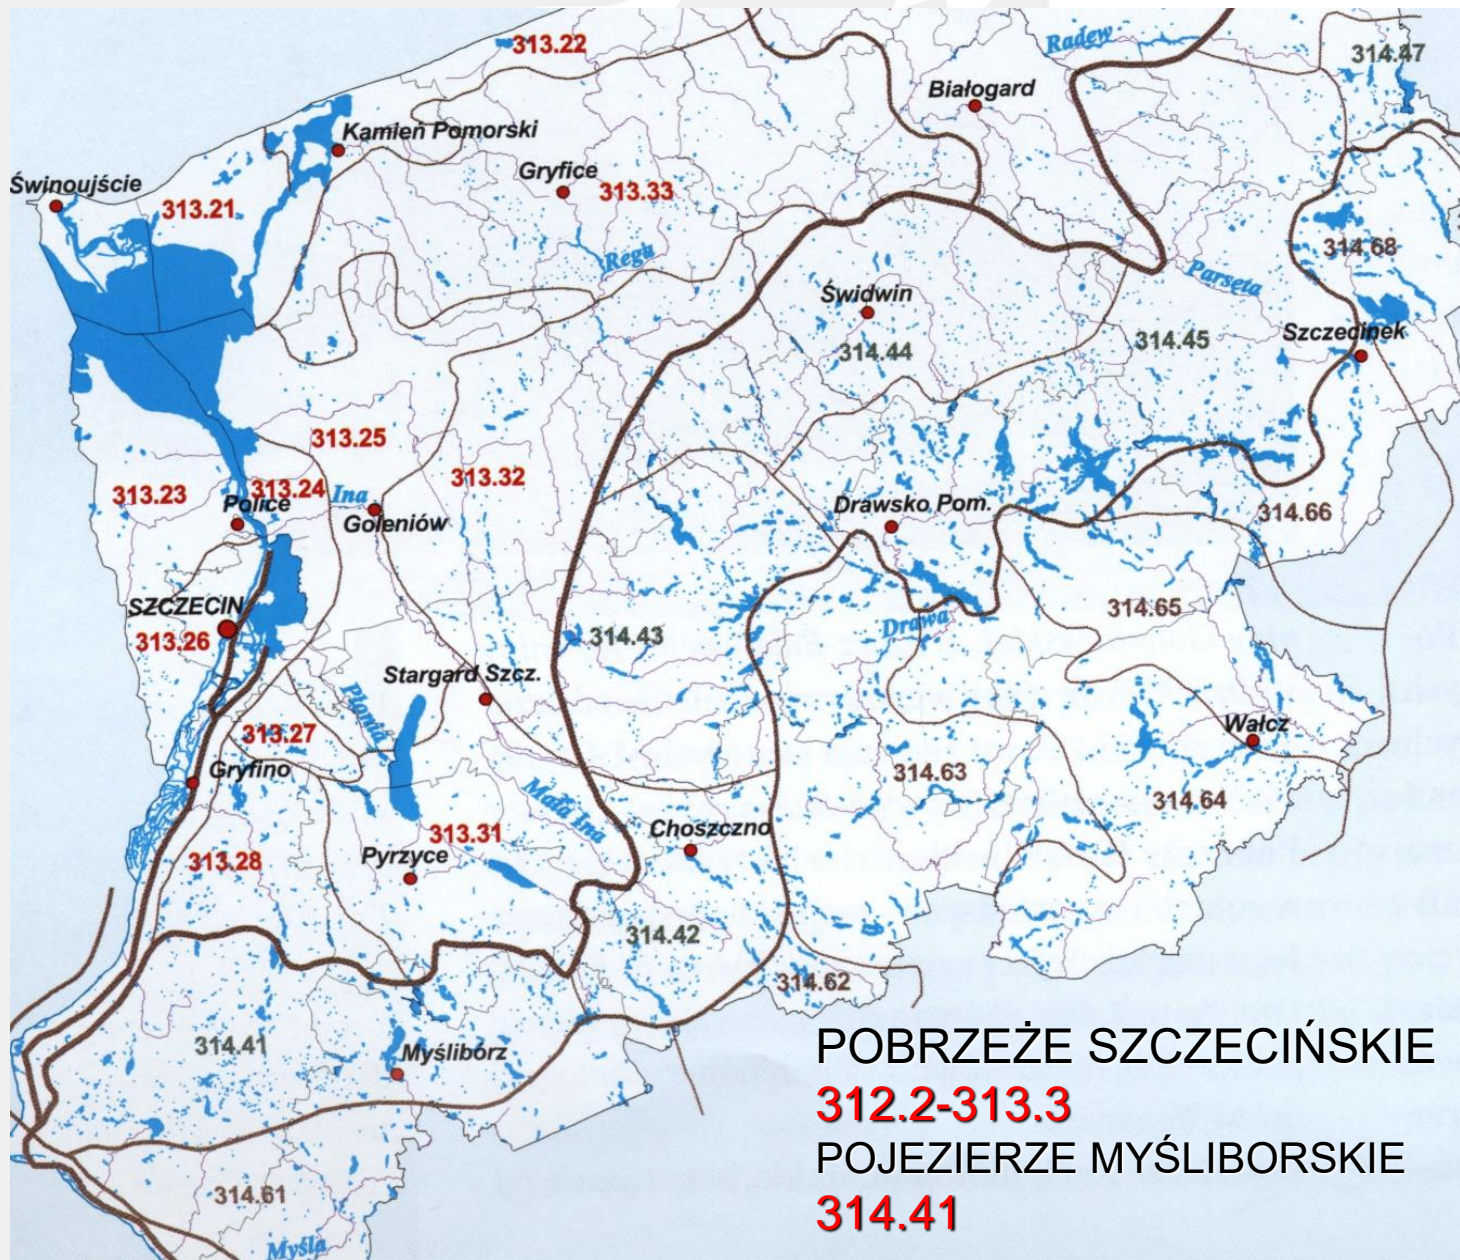 313.22
Radew
314.47
Białogard
Kamień Pomorski
Gryfice
313.33
Świnoujście
313.21
314.68
Rega
Parsęta
Świdwin
Szczecinek
314.45
314.44
313.25
313.32
313.23
313.24
Ina
Police
Goleniów
Drawsko Pom.
314.66
SZCZECIN
313.26
314.43
314.65
Drawa
Stargard Szcz.
Płonia
313.27
Wałcz
Gryfino
314.63
314.64
Mała Ina
313.31
Choszczno
Pyrzyce
313.28
314.42
314.62
314.41
Myślibórz
POBRZEŻE SZCZECIŃSKIE
312.2-313.3
POJEZIERZE MYŚLIBORSKIE
314.41
314.61
Myśla